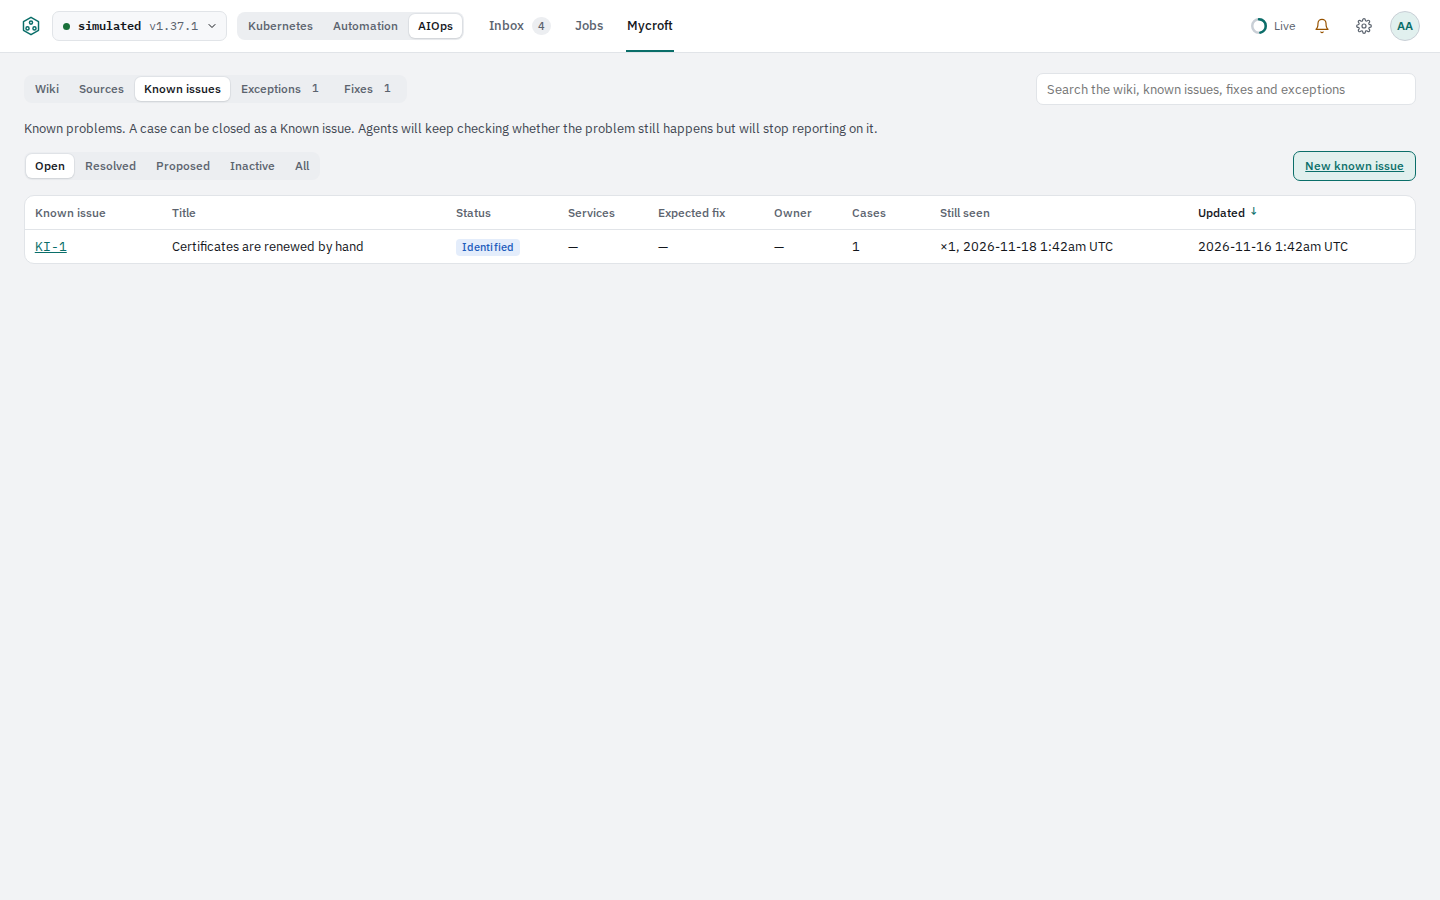 simulated v1.37.1 Kubernetes Automation AIOps Inbox 4 Jobs Mycroft Live AA
Wiki Sources Known issues Exceptions 1 Fixes 1 Search the wiki, known issues, fixes and exceptions
Known problems. A case can be closed as a Known issue. Agents will keep checking whether the problem still happens but will stop reporting on it.
Open Resolved Proposed Inactive All New known issue
Known issue Title Status Services Expected fix Owner Cases Still seen Updated ↓
KI-1 Certificates are renewed by hand Identified — — — 1 ×1, 2026-11-18 1:42am UTC 2026-11-16 1:42am UTC